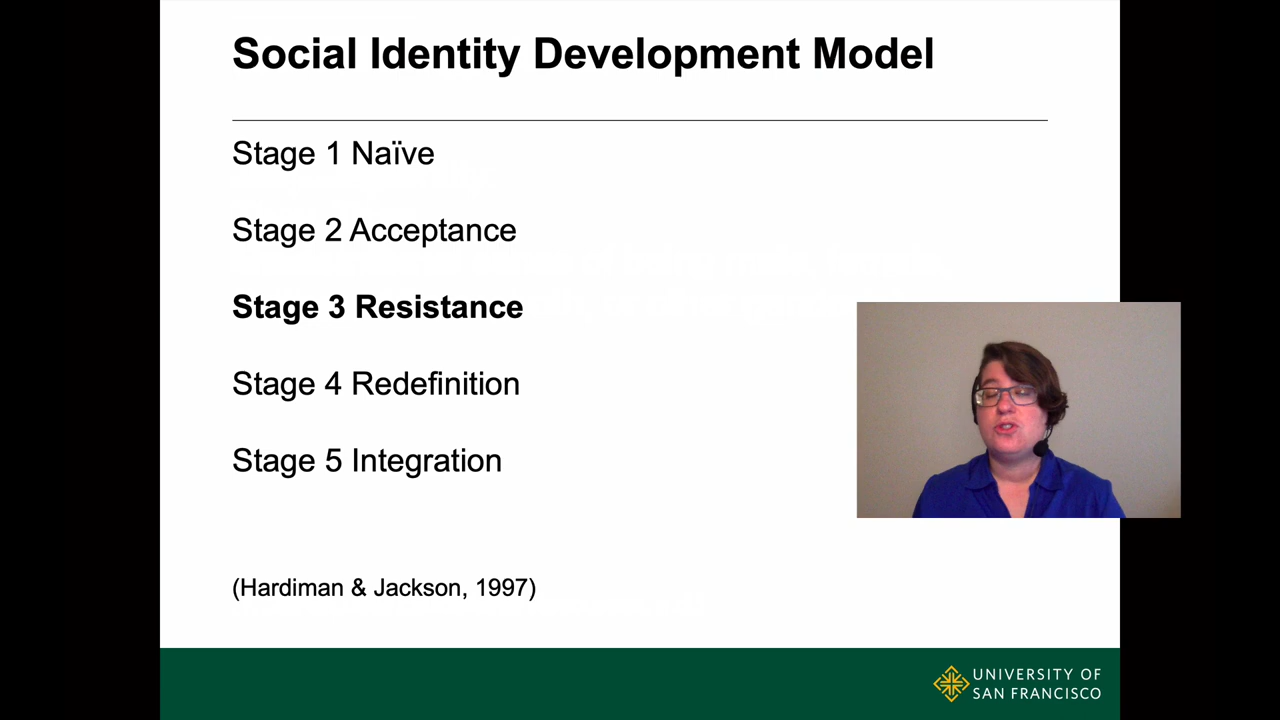 Social Identity Development Model
Stage 1 Naïve
Stage 2 Acceptance
Stage 3 Resistance
Stage 4 Redefinition
Stage 5 Integration
(Hardiman & Jackson, 1997)
UNIVERSITY OF
SAN FRANCISCO